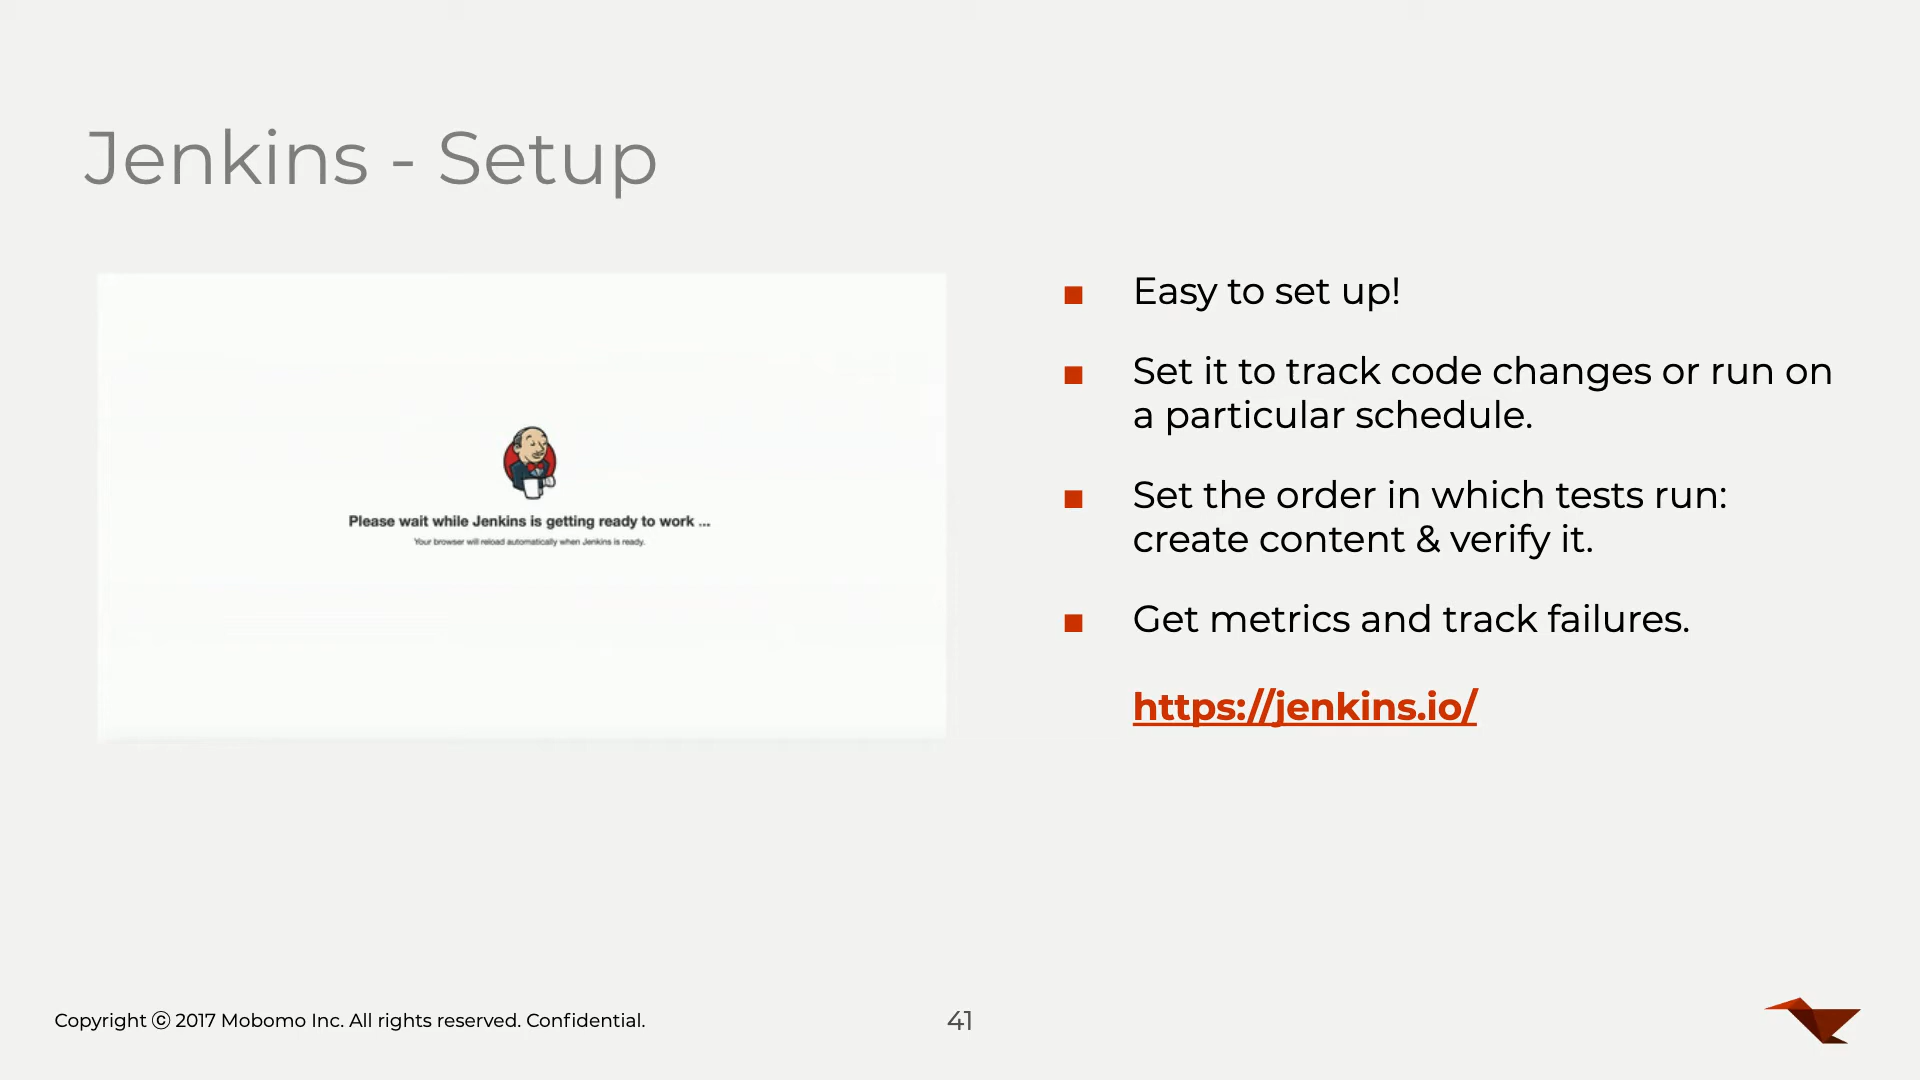 Jenkins - Setup
Please wait while Jenkins is getting ready to work ...
Your browser will reload automatically when Jenkins is ready.
■ Easy to set up!
■ Set it to track code changes or run on
a particular schedule.
■ Set the order in which tests run:
create content & verify it.
■ Get metrics and track failures.
https://jenkins.io/
Copyright ⓒ 2017 Mobomo Inc. All rights reserved. Confidential.
41